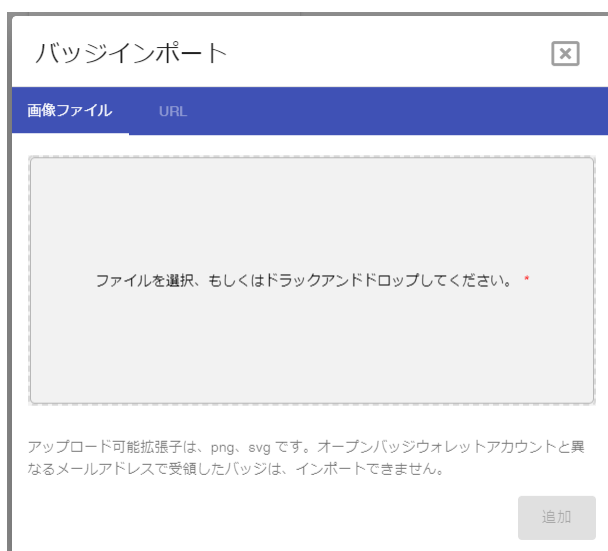 バッジインポート
画像ファイル URL
ファイルを選択、もしくはドラックアンドドロップしてください。 *
アップロード可能拡張子は、png、svg です。オープンバッジウォレットアカウントと異
なるメールアドレスで受領したバッジは、インポートできません。
追加